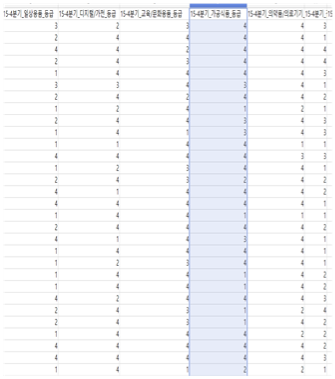 15-4분기_일상용품_등급 15-4분기_디지털/가전_등급 15-4분기_교육/문화용품_등급 15-4분기_가공식품_등급 15-4분기_의약품/의료기기_ 15-4분기_
3 2 3 4 4 3
2 4 4 4 4 1
4 4 2 4 4 4
2 4 3 4 4 4
1 4 4 4 4 3
3 3 4 3 4 1
2 4 2 4 4 2
1 2 4 1 2 1
2 4 4 3 4 3
1 4 1 3 4 3
1 4 4 4 1 1
4 4 4 4 3 3
1 2 3 4 4 1
2 4 3 2 4 2
4 1 4 4 4 2
1 4 4 1 1 1
2 4 4 4 4 2
4 1 4 3 4 1
1 4 4 4 4 1
1 2 3 4 4 1
1 4 4 1 4 2
1 4 4 1 4 2
4 2 4 4 4 3
2 4 3 1 2 4
2 4 3 1 4 2
1 4 4 4 2 2
4 4 4 4 4 2
4 4 4 4 4 3
1 4 1 2 2 1